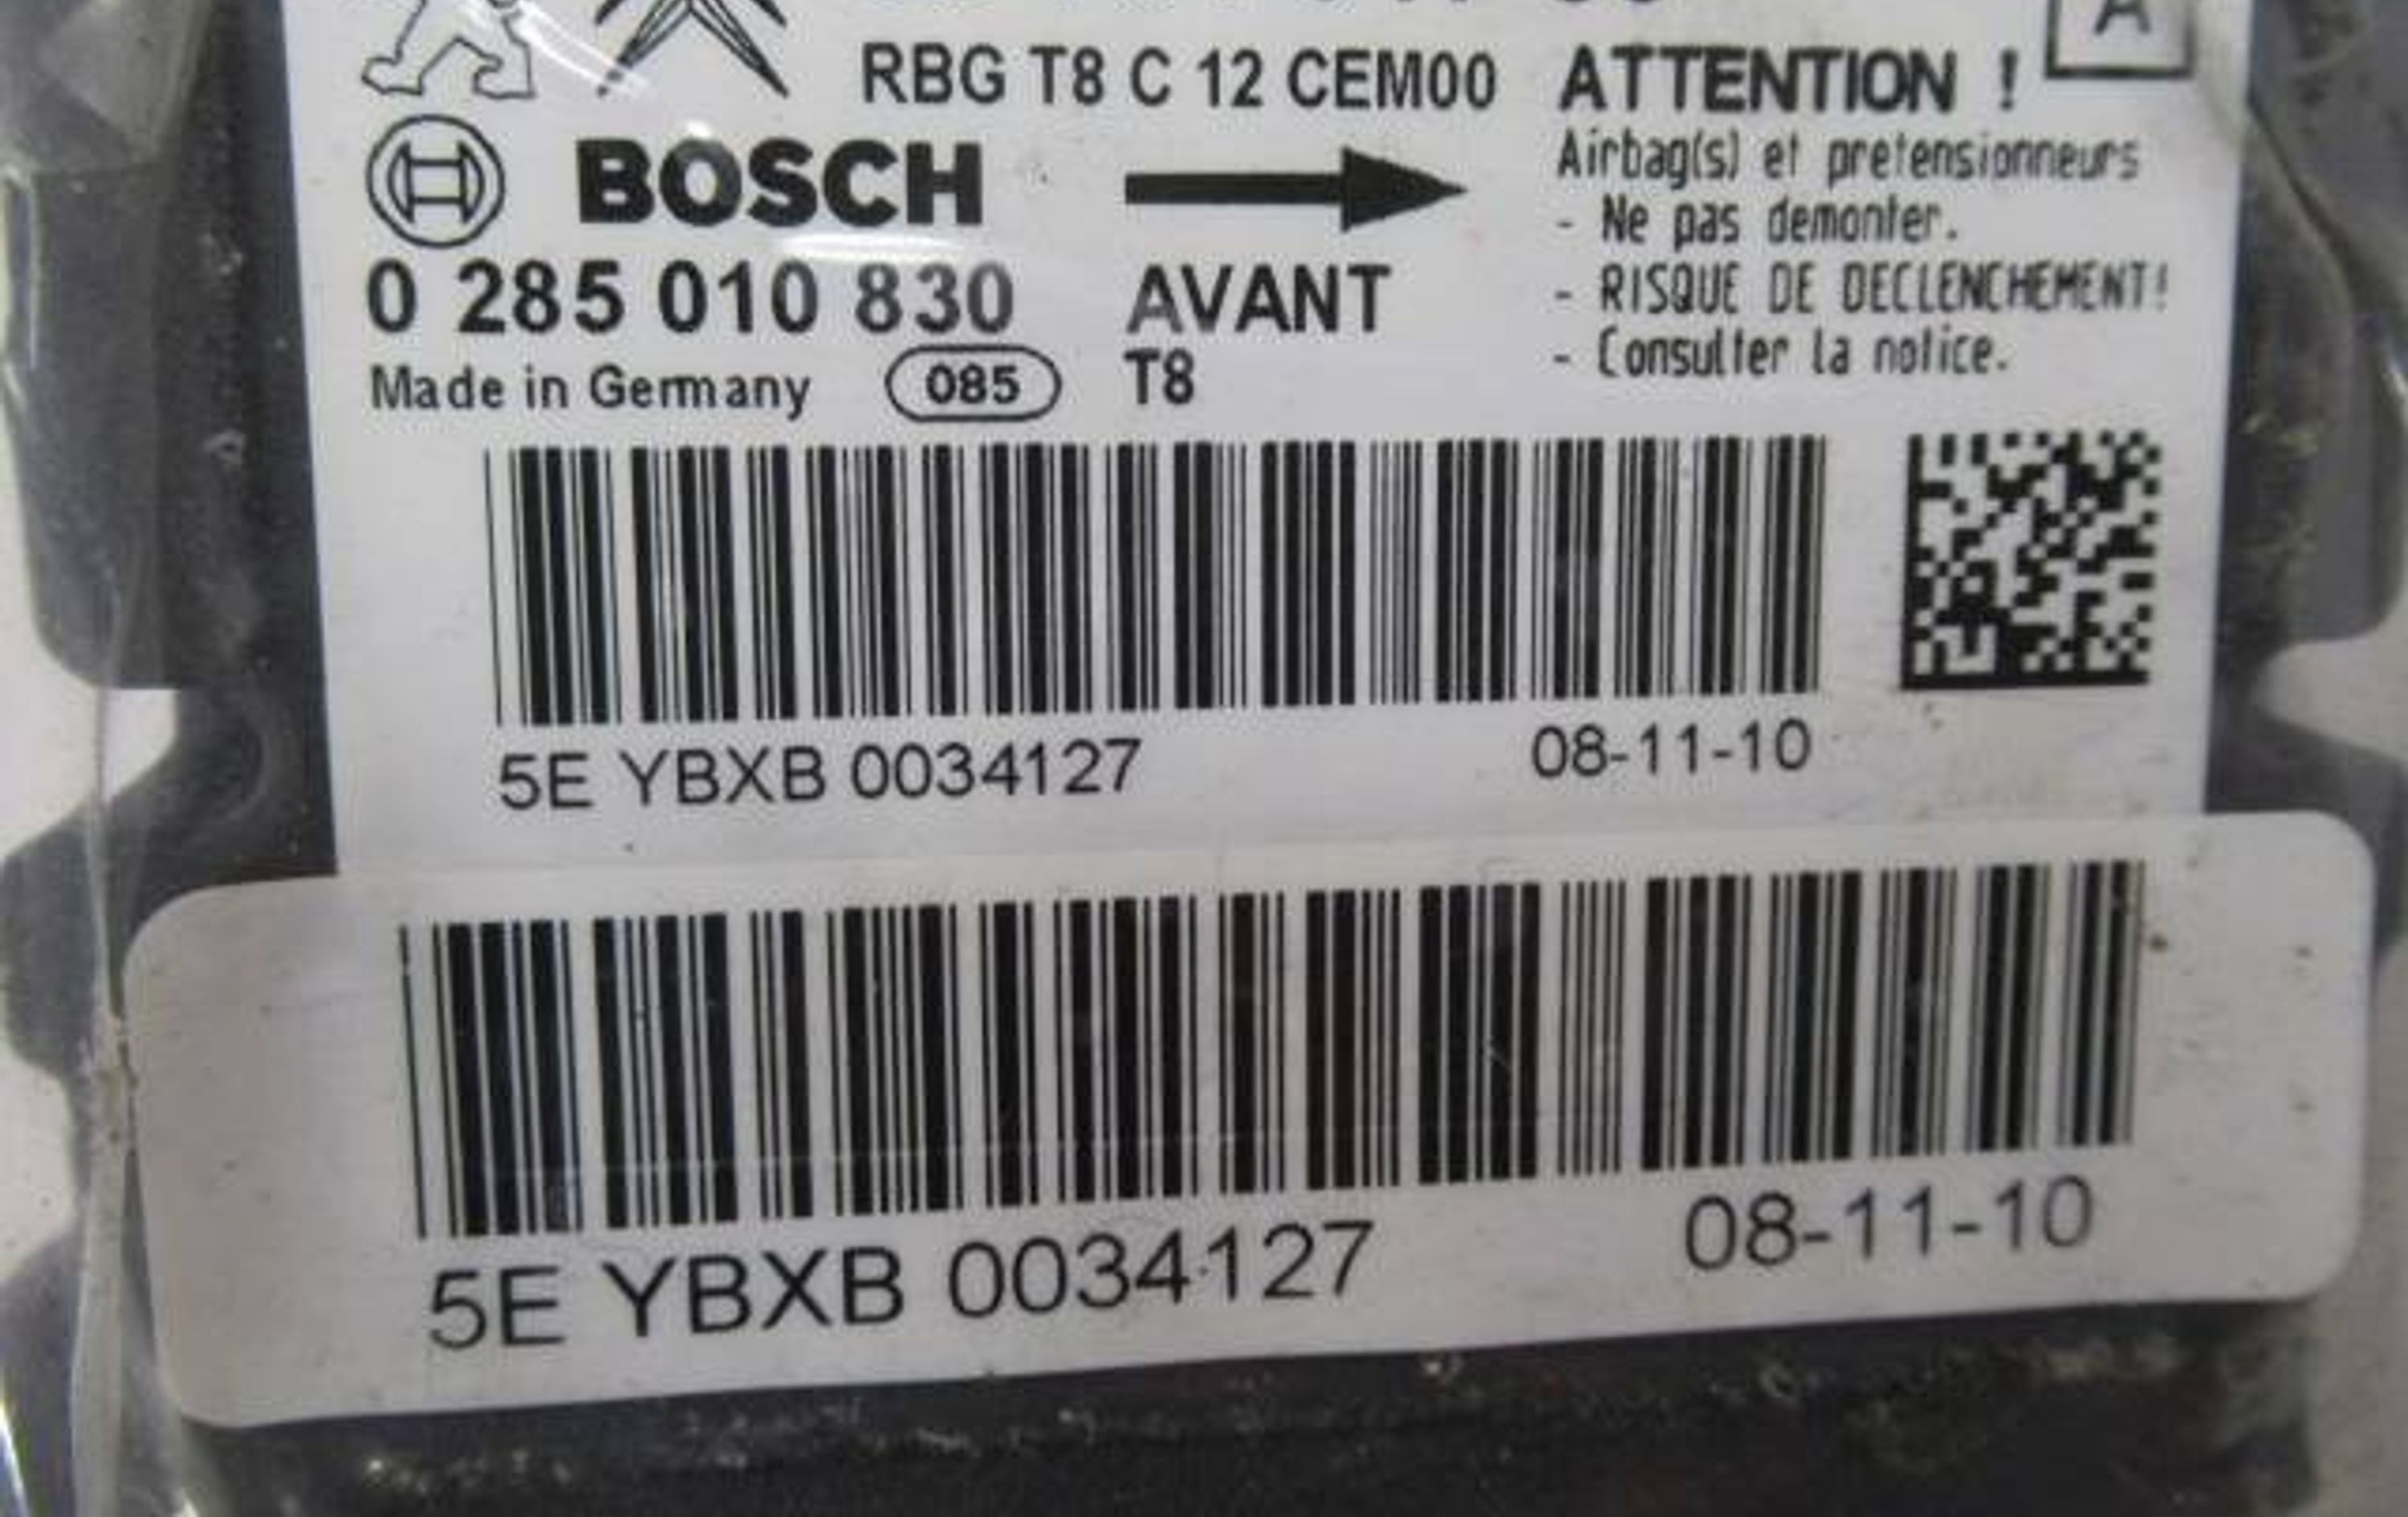 A
RBG T8 C 12 CEM00
ATTENTION !
BOSCH
Airbag(s) et pretensionneurs
- Ne pas demonter.
- RISQUE DE DECLENCHEMENT!
- Consulter la notice.
0 285 010 830
AVANT
Made in Germany
085
T8
5E YBXB 0034127
08-11-10
5E YBXB 0034127
08-11-10